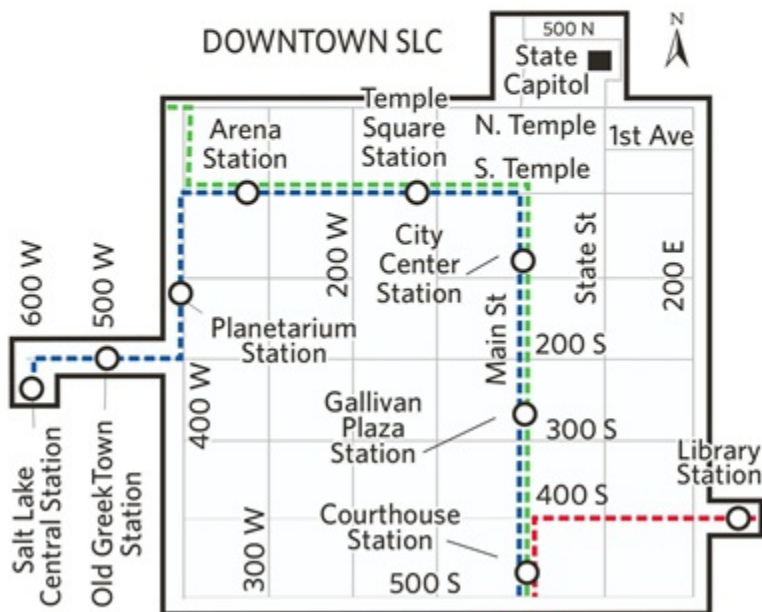 DOWNTOWN SLC
N
500 N
State
Capitol
Temple
Square
Station
Arena
Station
N. Temple
1st Ave
S. Temple
City
Center
Station
State St
200 W
200 E
600 W
500 W
Planetarium
Station
Main St
200 S
400 W
Gallivan
Plaza
Station
300 S
Library
Station
400 S
Salt Lake
Central Station
Old GreekTown
Station
300 W
Courthouse
Station
500 S